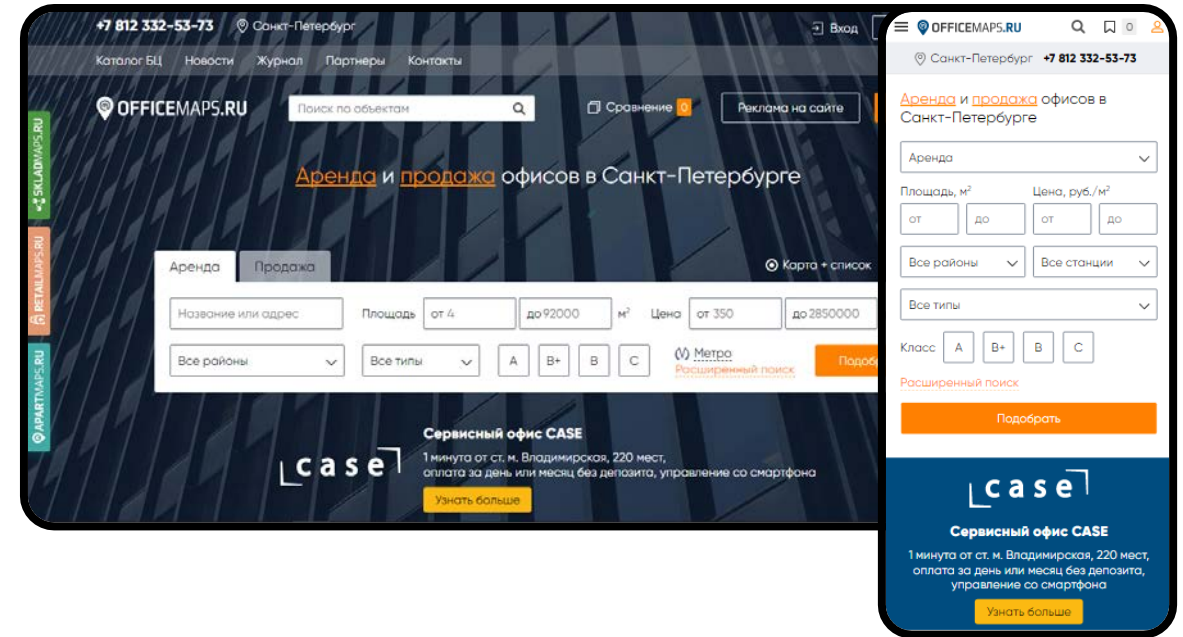 +7 812 332-53-73 Санкт-Петербург Вход
Каталог БЦ Новости Журнал Партнеры Контакты
OFFICEMAPS.RU Поиск по объектам Сравнение 0 Реклама на сайте
SKLADMAPS.RU
RETAILMAPS.RU
APARTMAPS.RU
Аренда и продажа офисов в Санкт-Петербурге
Аренда Продажа Карта + список
Название или адрес Площадь от 4 до 92000 м² Цена от 350 до 2850000
Все районы Все типы A B+ B C Метро
Расширенный поиск
case
Сервисный офис CASE
1 минута от ст. м. Владимирская, 220 мест,
оплата за день или месяц без депозита, управление со смартфона
Узнать больше
OFFICEMAPS.RU 0
Санкт-Петербург +7 812 332-53-73
Аренда и продажа офисов в
Санкт-Петербурге
Аренда
Площадь, м² Цена, руб./м²
от до от до
Все районы Все станции
Все типы
Класс A B+ B C
Расширенный поиск
Подобрать
case
Сервисный офис CASE
1 минута от ст. м. Владимирская, 220 мест,
оплата за день или месяц без депозита,
управление со смартфона
Узнать больше